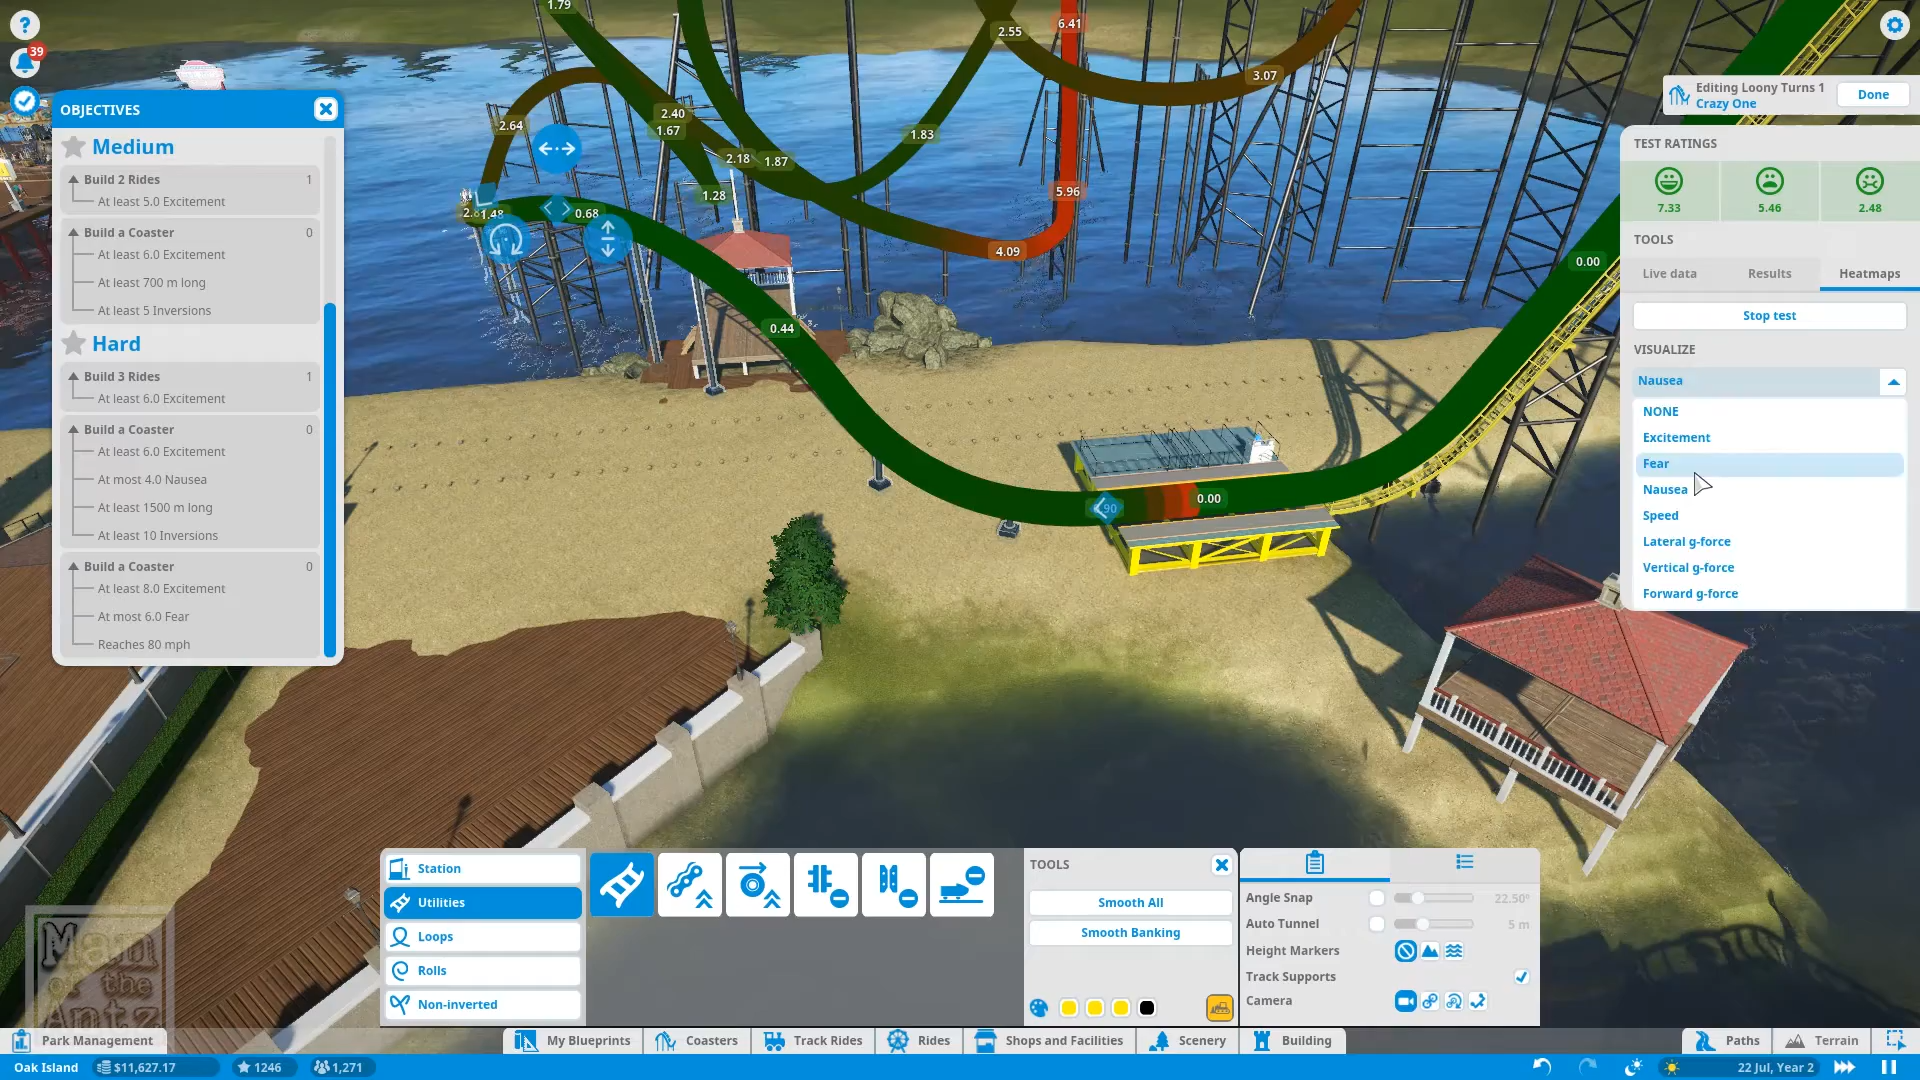 39
OBJECTIVES
Medium
Build 2 Rides 1
At least 5.0 Excitement
Build a Coaster 0
At least 6.0 Excitement
At least 700 m long
At least 5 Inversions
Hard
Build 3 Rides 1
At least 6.0 Excitement
Build a Coaster 0
At least 6.0 Excitement
At most 4.0 Nausea
At least 1500 m long
At least 10 Inversions
Build a Coaster 0
At least 8.0 Excitement
At most 6.0 Fear
Reaches 80 mph
1.79
2.55
6.41
3.07
2.64
2.40
1.67
1.83
2.18
1.87
1.28
5.96
1.48
0.68
4.09
0.00
0.44
0.00
Editing Loony Turns 1
Crazy One
Done
TEST RATINGS
7.33 5.46 2.48
TOOLS
Live data Results Heatmaps
Stop test
VISUALIZE
Nausea
NONE
Excitement
Fear
Nausea
Speed
Lateral g-force
Vertical g-force
Forward g-force
Station
Utilities
Loops
Rolls
Non-inverted
TOOLS
Smooth All
Smooth Banking
Angle Snap 22.50°
Auto Tunnel 5 m
Height Markers
Track Supports
Camera
Man
of the
Antz
Park Management
My Blueprints
Coasters
Track Rides
Rides
Shops and Facilities
Scenery
Building
Paths
Terrain
Oak Island $11,627.17 1246 1,271
22 Jul, Year 2